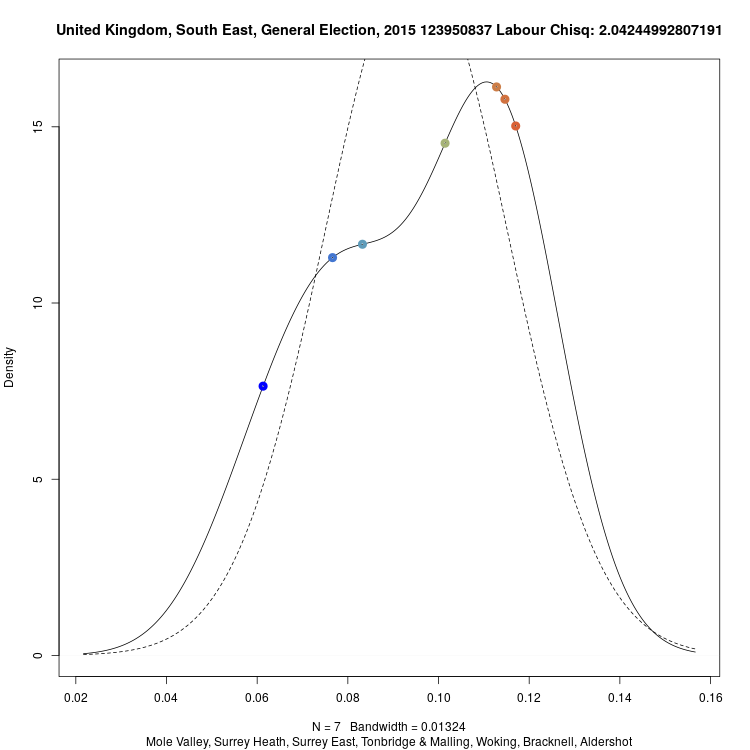 United Kingdom, South East, General Election, 2015 123950837 Labour Chisq: 2.04244992807191
Density
15
10
5
0
0.02 0.04 0.06 0.08 0.10 0.12 0.14 0.16
N = 7 Bandwidth = 0.01324
Mole Valley, Surrey Heath, Surrey East, Tonbridge & Malling, Woking, Bracknell, Aldershot